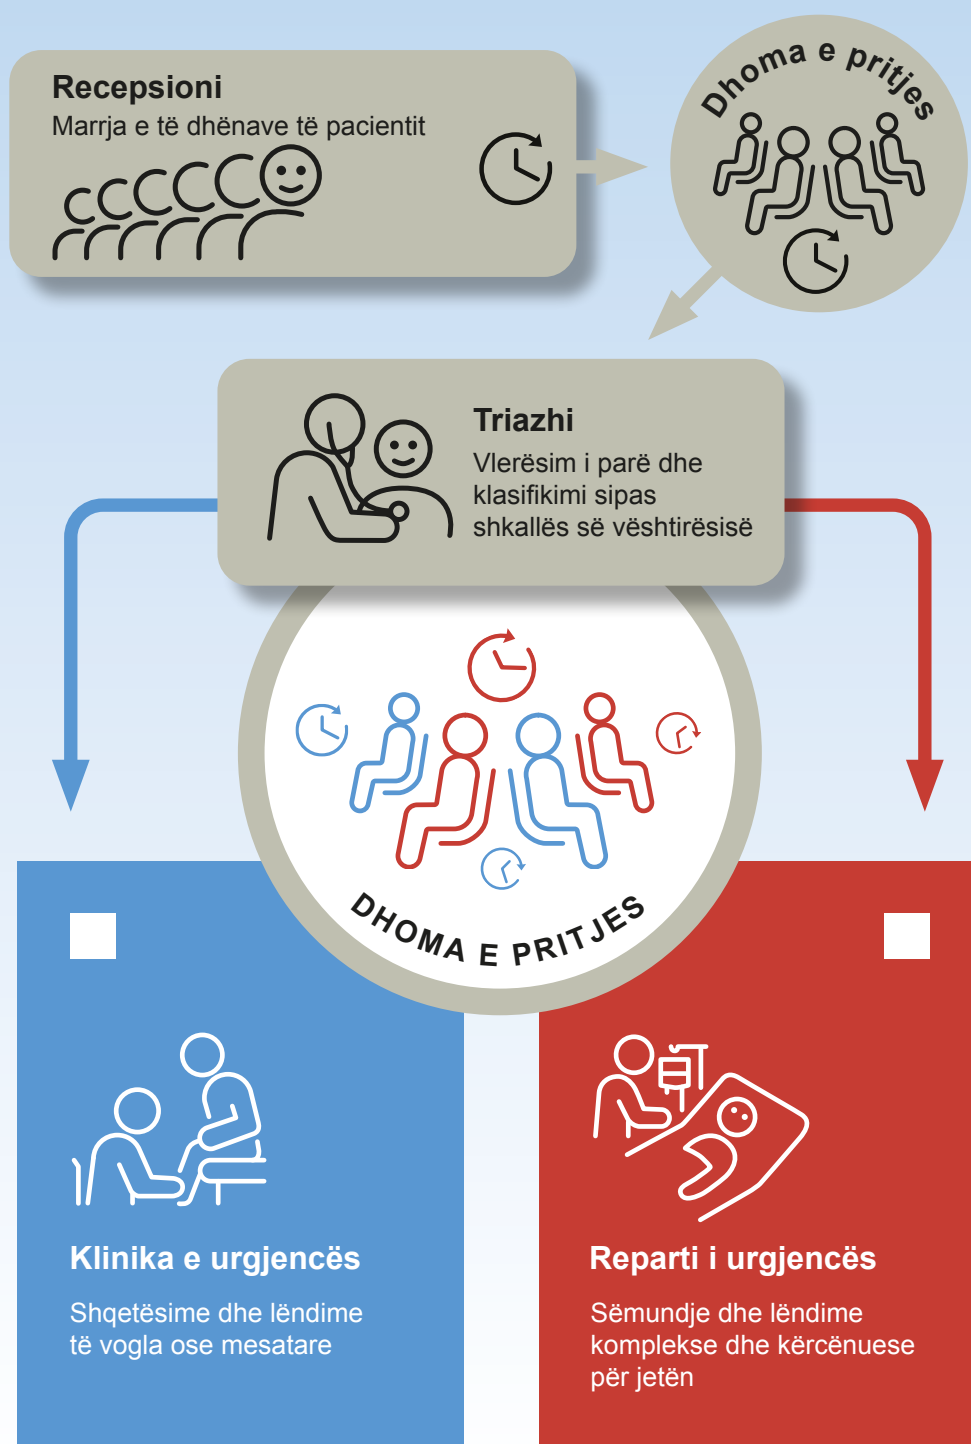 Recepsioni
Marrja e të dhënave të pacientit
Dhoma e pritjes
Triazhi
Vlerësim i parë dhe
klasifikimi sipas
shkallës së vështirësisë
DHOMA E PRITJES
Klinika e urgjencës
Shqetësime dhe lëndime
të vogla ose mesatare
Reparti i urgjencës
Sëmundje dhe lëndime
komplekse dhe kërcënuese
për jetën